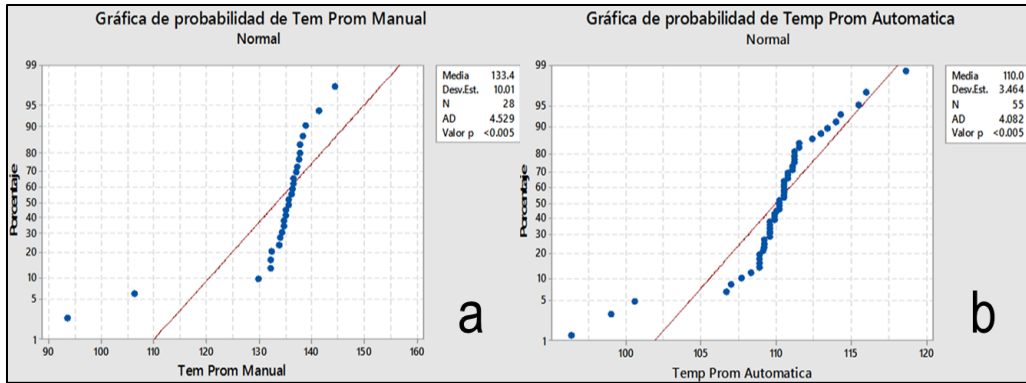 Gráfica de probabilidad de Tem Prom Manual
Normal
99
95
90
80
70
60
50
40
30
20
10
5
1
Porcentaje
90
100
110
120
130
140
150
160
Tem Prom Manual
Media 133.4
Desv.Est. 10.01
N 28
AD 4.529
Valor p <0.005
a
Gráfica de probabilidad de Temp Prom Automatica
Normal
99
95
90
80
70
60
50
40
30
20
10
5
1
Porcentaje
100
105
110
115
120
Temp Prom Automatica
Media 110.0
Desv.Est. 3.464
N 55
AD 4.082
Valor p <0.005
b